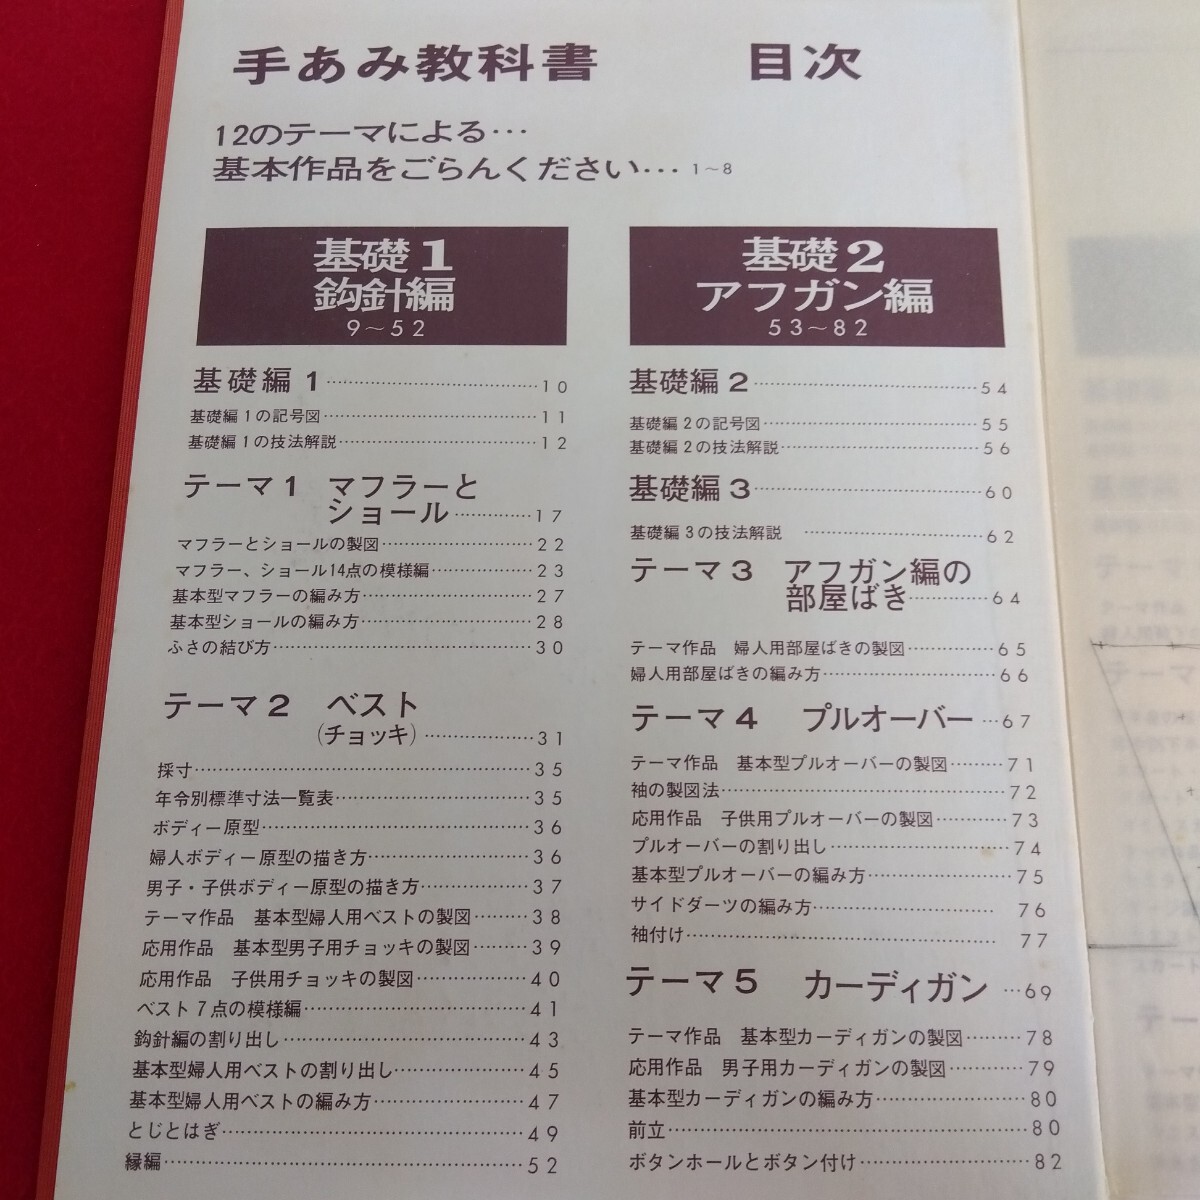 手あみ教科書　目次
12のテーマによる…
基本作品をごらんください… 1～8
基礎1
鈎針編
9～52
基礎編1 …… 10
基礎編1の記号図 …… 11
基礎編1の技法解説 …… 12
テーマ1　マフラーと
ショール …… 17
マフラーとショールの製図 …… 22
マフラー、ショール14点の模様編 …… 23
基本型マフラーの編み方 …… 27
基本型ショールの編み方 …… 28
ふさの結び方 …… 30
テーマ2　ベスト
(チョッキ) …… 31
採寸 …… 35
年令別標準寸法一覧表 …… 35
ボディー原型 …… 36
婦人ボディー原型の描き方 …… 36
男子・子供ボディー原型の描き方 …… 37
テーマ作品　基本型婦人用ベストの製図 …… 38
応用作品　基本型男子用チョッキの製図 …… 39
応用作品　子供用チョッキの製図 …… 40
ベスト7点の模様編 …… 41
鈎針編の割り出し …… 43
基本型婦人用ベストの割り出し …… 45
基本型婦人用ベストの編み方 …… 47
とじとはぎ …… 49
縁編 …… 52
基礎2
アフガン編
53～82
基礎編2 …… 54
基礎編2の記号図 …… 55
基礎編2の技法解説 …… 56
基礎編3 …… 60
基礎編3の技法解説 …… 62
テーマ3　アフガン編の
部屋ばき …… 64
テーマ作品　婦人用部屋ばきの製図 …… 65
婦人用部屋ばきの編み方 …… 66
テーマ4　プルオーバー … 67
テーマ作品　基本型プルオーバーの製図 …… 71
袖の製図法 …… 72
応用作品　子供用プルオーバーの製図 …… 73
プルオーバーの割り出し …… 74
基本型プルオーバーの編み方 …… 75
サイドダーツの編み方 …… 76
袖付け …… 77
テーマ5　カーディガン … 69
テーマ作品　基本型カーディガンの製図 …… 78
応用作品　男子用カーディガンの製図 …… 79
基本型カーディガンの編み方 …… 80
前立 …… 80
ボタンホールとボタン付け …… 82